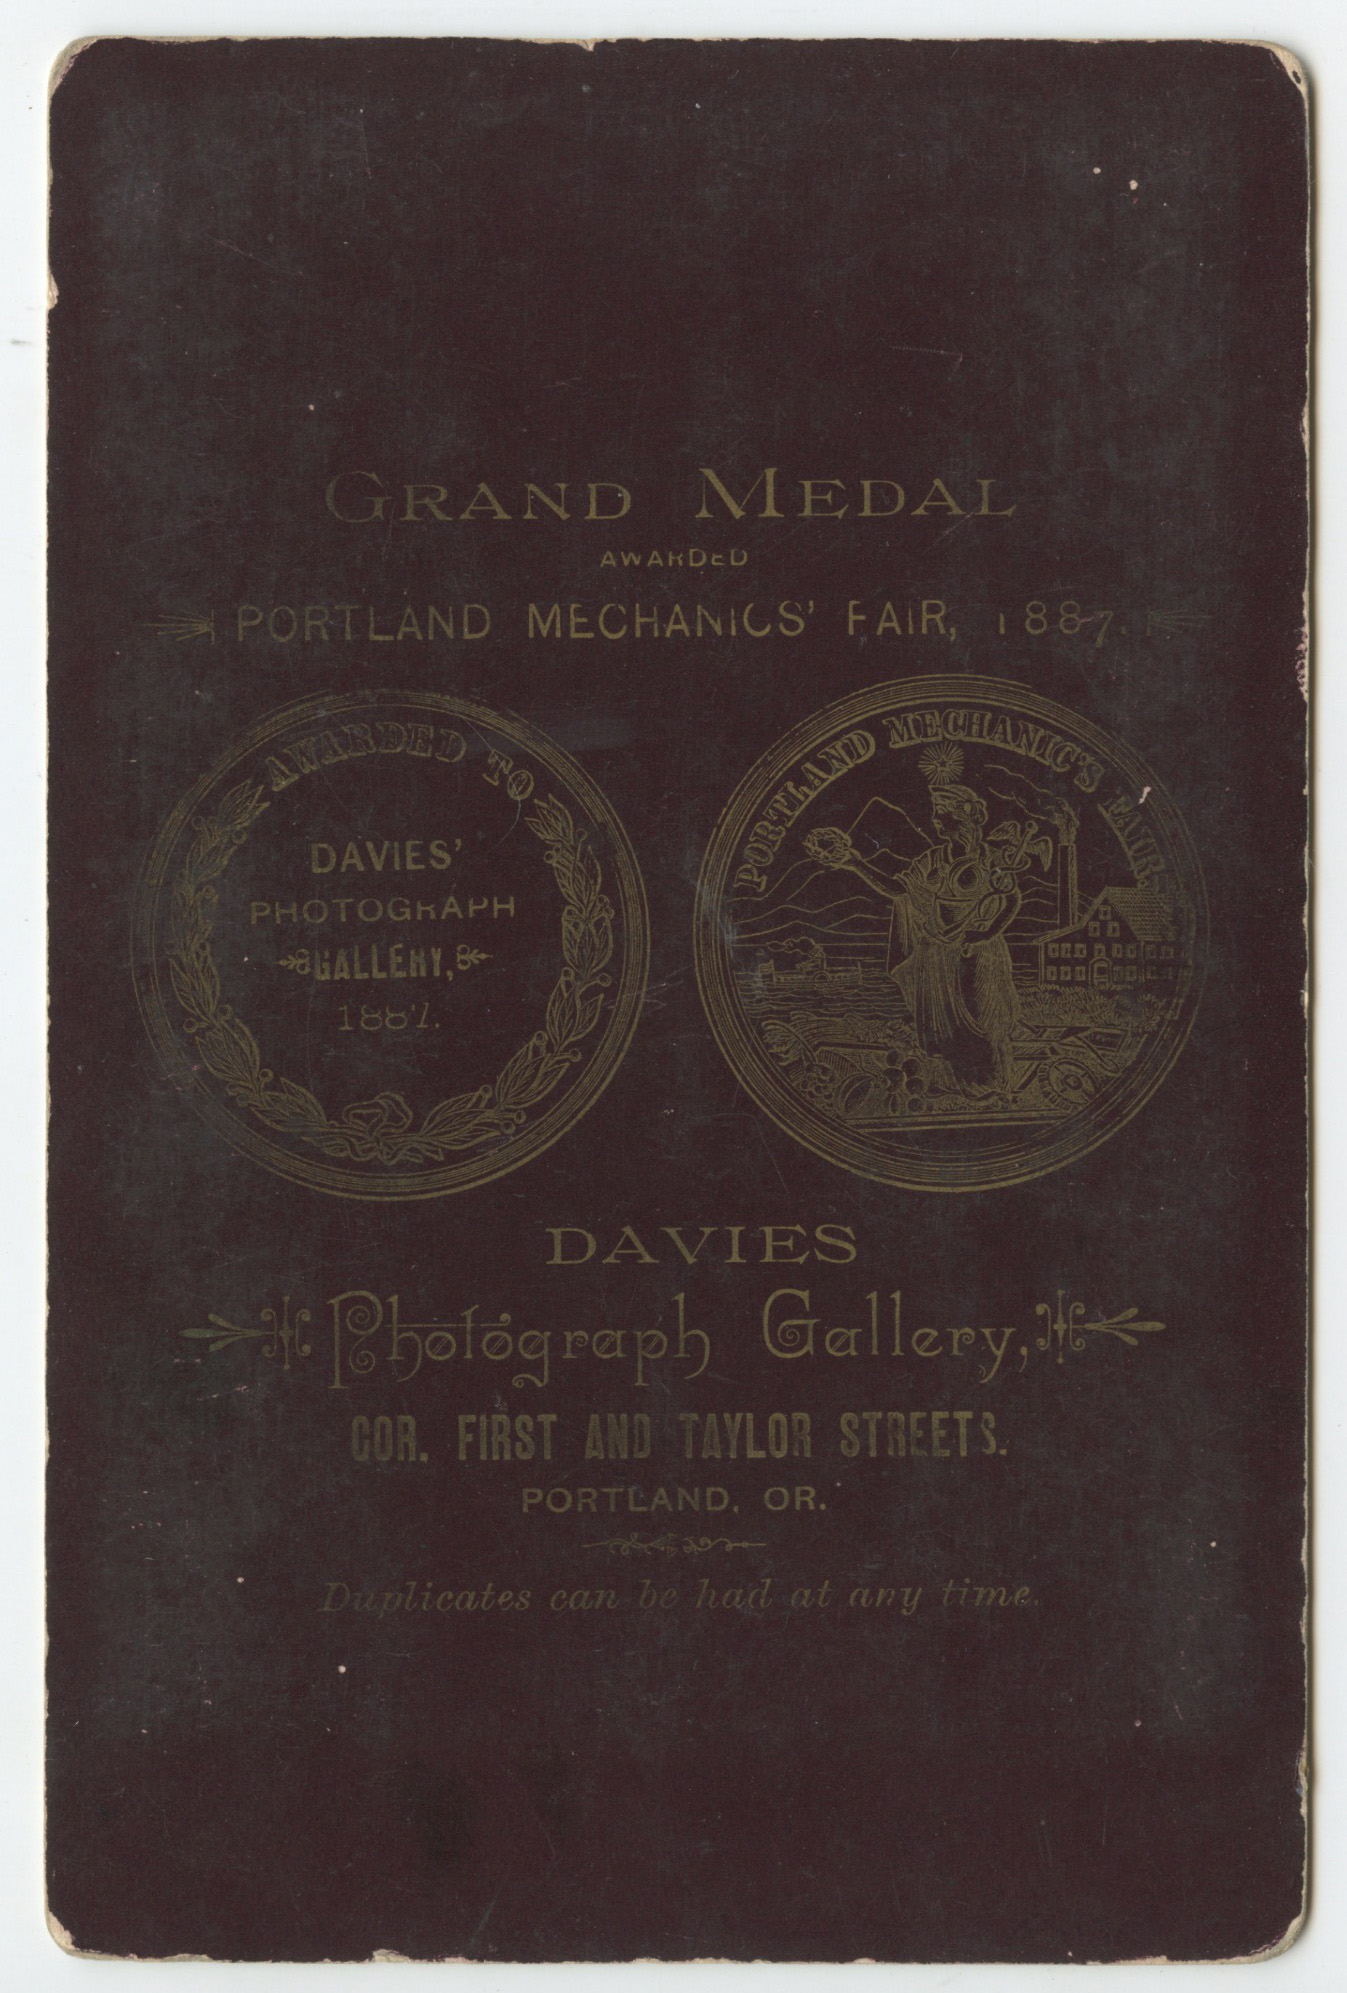 GRAND MEDAL
AWARDED
PORTLAND MECHANICS' FAIR, 1887.
AWARDED TO
DAVIES'
PHOTOGRAPH
GALLERY,
1887.
PORTLAND MECHANIC'S FAIR
DAVIES
Photograph Gallery,
COR. FIRST AND TAYLOR STREETS.
PORTLAND, OR.
Duplicates can be had at any time.